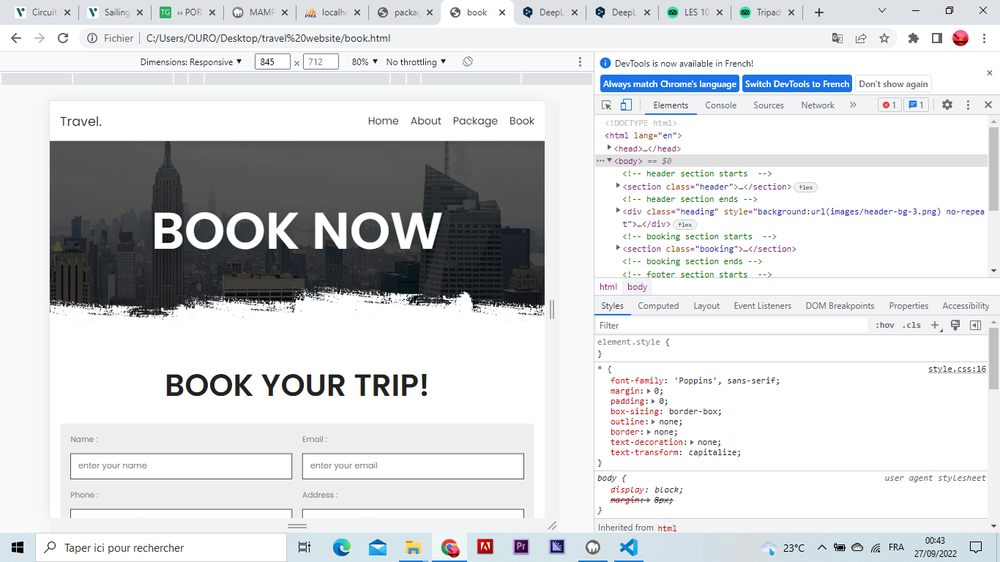 Circuit
Sailing
TG
›› POR
MAMP
localho
packag
book
DeepL
DeepL
LES 10
Tripad
Fichier
C:/Users/OURO/Desktop/travel%20website/book.html
Dimensions: Responsive
845
×
712
80%
No throttling
DevTools is now available in French!
Always match Chrome's language
Switch DevTools to French
Don't show again
Elements
Console
Sources
Network
»
1
1
Travel.
Home
About
Package
Book
BOOK NOW
BOOK YOUR TRIP!
Name :
Email :
enter your name
enter your email
Phone :
Address :
<!DOCTYPE html>
<html lang="en">
<head>…</head>
<body> == $0
<!-- header section starts  -->
<section class="header">…</section> flex
<!-- header section ends -->
<div class="heading" style="background:url(images/header-bg-3.png) no-repea
t">…</div> flex
<!-- booking section starts  -->
<section class="booking">…</section>
<!-- booking section ends -->
<!-- footer section starts  -->
html
body
Styles
Computed
Layout
Event Listeners
DOM Breakpoints
Properties
Accessibility
Filter
:hov
.cls
element.style {
}
* {
style.css:16
font-family: 'Poppins', sans-serif;
margin: 0;
padding: 0;
box-sizing: border-box;
outline: none;
border: none;
text-decoration: none;
text-transform: capitalize;
}
body {
user agent stylesheet
display: block;
margin: 8px;
}
Inherited from html
Taper ici pour rechercher
Pr
23°C
FRA
00:43
27/09/2022